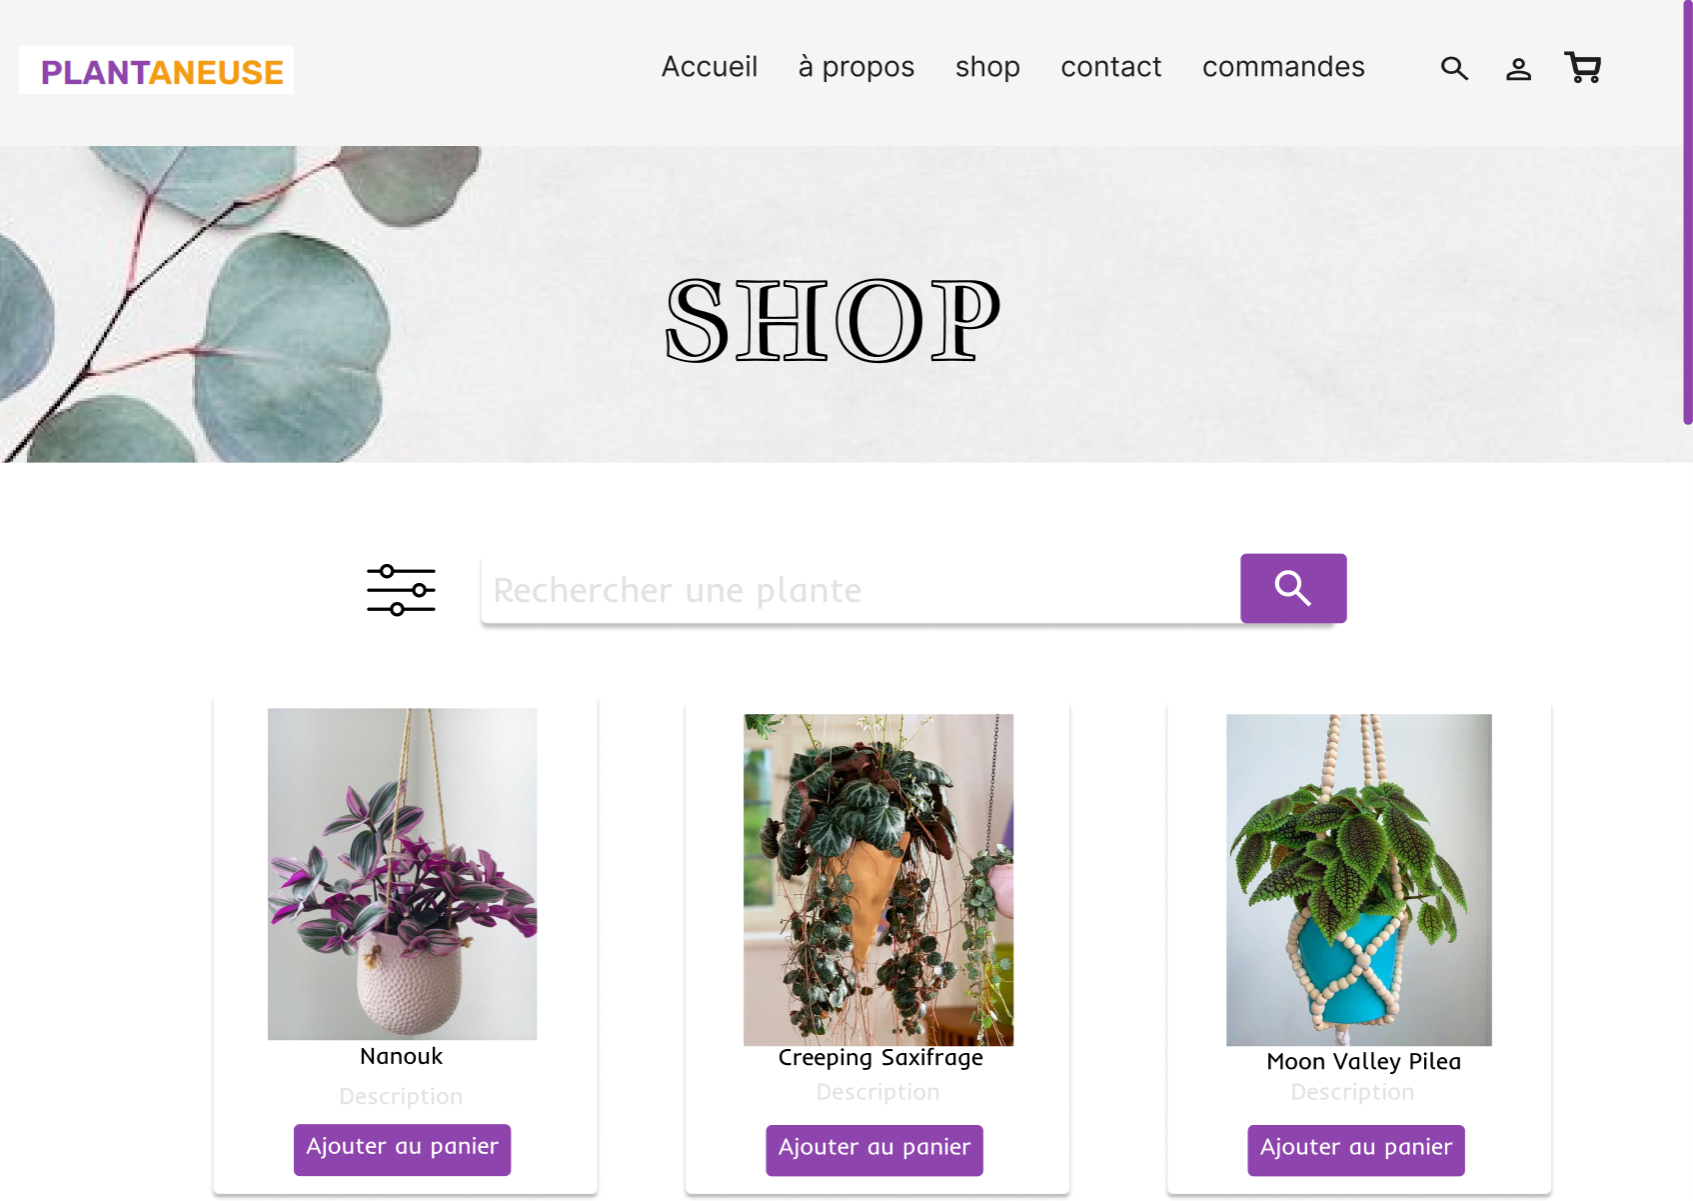 PLANTANEUSE
Accueil à propos shop contact commandes
SHOP
Rechercher une plante
Nanouk
Description
Ajouter au panier
Creeping Saxifrage
Description
Ajouter au panier
Moon Valley Pilea
Description
Ajouter au panier